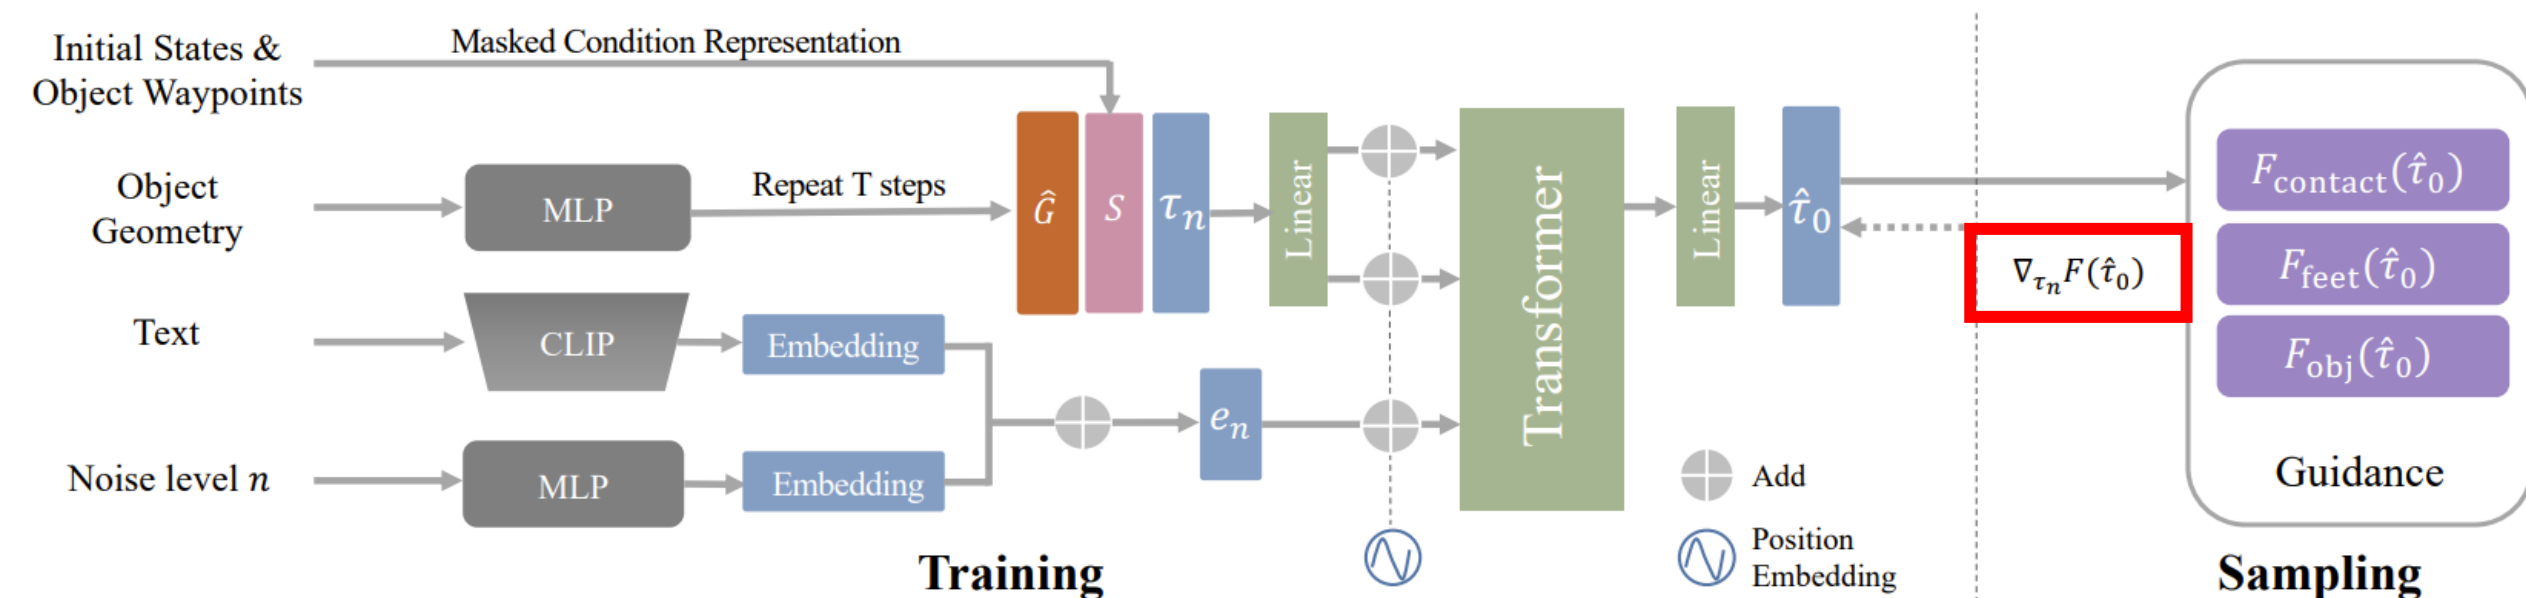 Initial States &
Object Waypoints
Masked Condition Representation
Object
Geometry
MLP
Repeat T steps
Ĝ
S
τₙ
Linear
Transformer
Linear
τ̂₀
Text
CLIP
Embedding
Noise level n
MLP
Embedding
eₙ
Add
Position
Embedding
Training
∇τₙF(τ̂₀)
Fcontact(τ̂₀)
Ffeet(τ̂₀)
Fobj(τ̂₀)
Guidance
Sampling